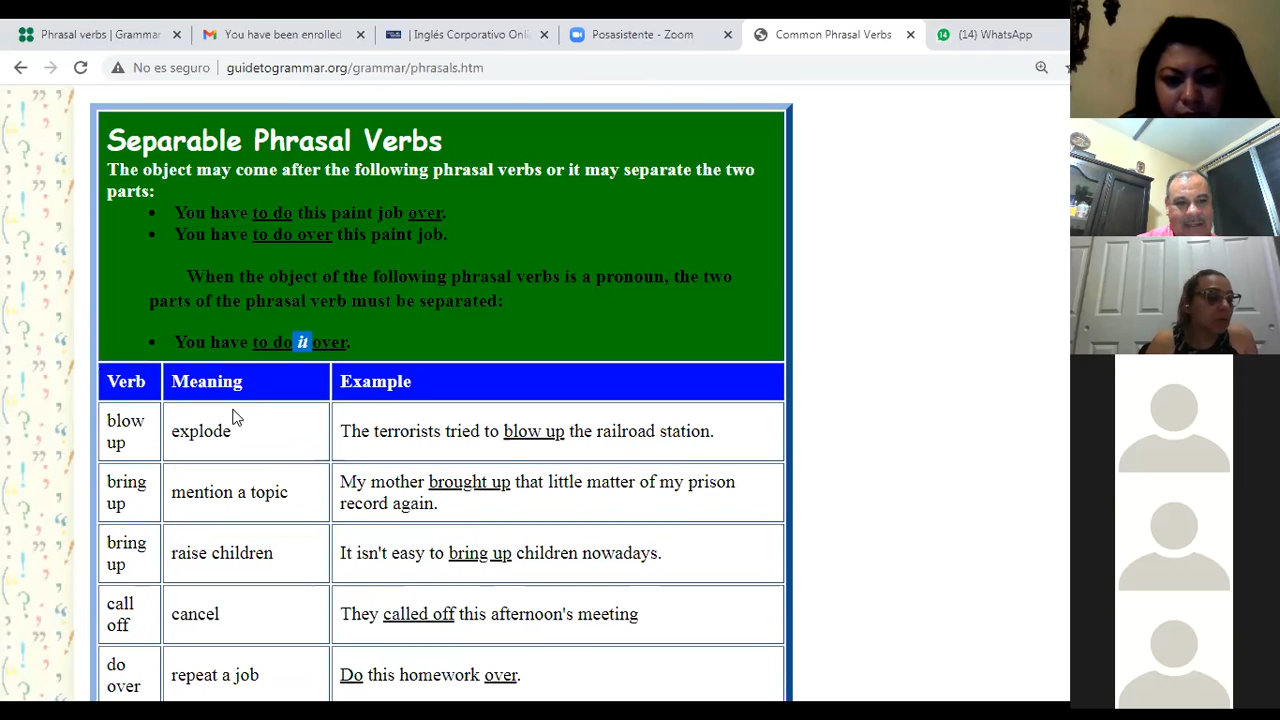 Phrasal verbs | Grammar
You have been enrolled
| Inglés Corporativo Onli
Posasistente - Zoom
Common Phrasal Verbs
(14) WhatsApp
No es seguro
guidetogrammar.org/grammar/phrasals.htm
Separable Phrasal Verbs
The object may come after the following phrasal verbs or it may separate the two
parts:
• You have to do this paint job over.
• You have to do over this paint job.
When the object of the following phrasal verbs is a pronoun, the two
parts of the phrasal verb must be separated:
• You have to do it over.
Verb Meaning Example
blow
up
explode
The terrorists tried to blow up the railroad station.
bring
up
mention a topic
My mother brought up that little matter of my prison
record again.
bring
up
raise children
It isn't easy to bring up children nowadays.
call
off
cancel
They called off this afternoon's meeting
do
over
repeat a job
Do this homework over.